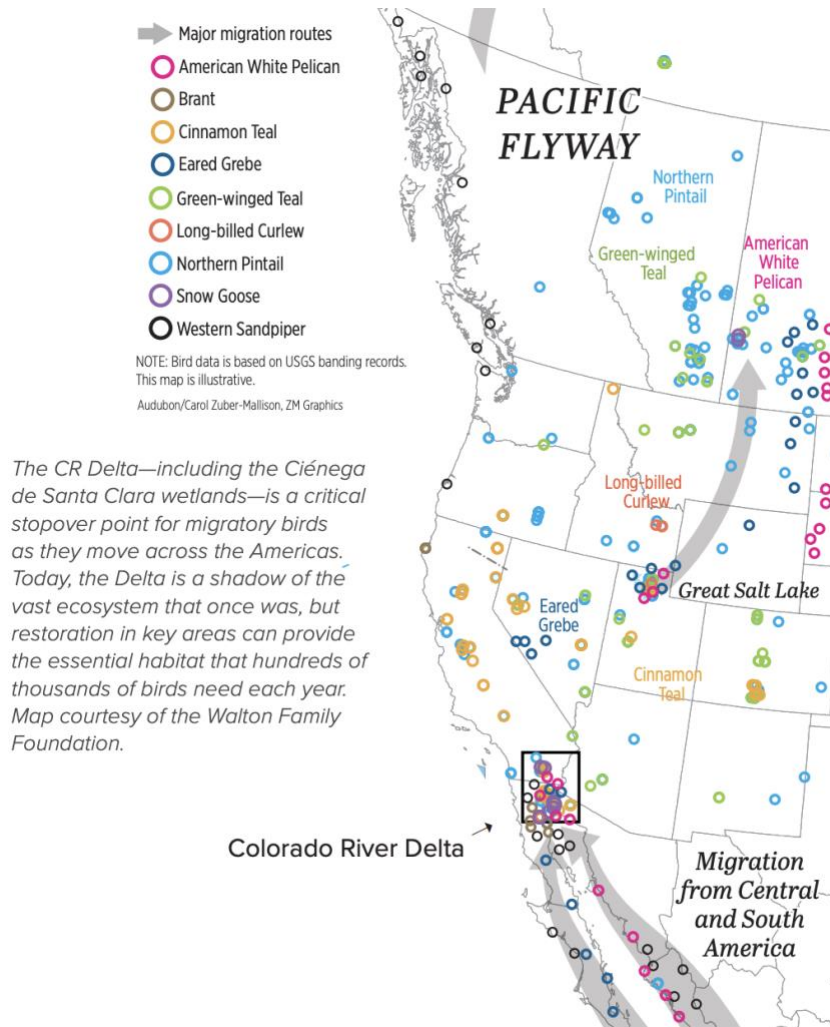 Major migration routes
American White Pelican
Brant
Cinnamon Teal
Eared Grebe
Green-winged Teal
Long-billed Curlew
Northern Pintail
Snow Goose
Western Sandpiper
NOTE: Bird data is based on USGS banding records.
This map is illustrative.
Audubon/Carol Zuber-Mallison, ZM Graphics
The CR Delta—including the Ciénega
de Santa Clara wetlands—is a critical
stopover point for migratory birds
as they move across the Americas.
Today, the Delta is a shadow of the
vast ecosystem that once was, but
restoration in key areas can provide
the essential habitat that hundreds of
thousands of birds need each year.
Map courtesy of the Walton Family
Foundation.
PACIFIC
FLYWAY
Northern
Pintail
Green-winged
Teal
American
White
Pelican
Long-billed
Curlew
Great Salt Lake
Eared
Grebe
Cinnamon
Teal
Colorado River Delta
Migration
from Central
and South
America